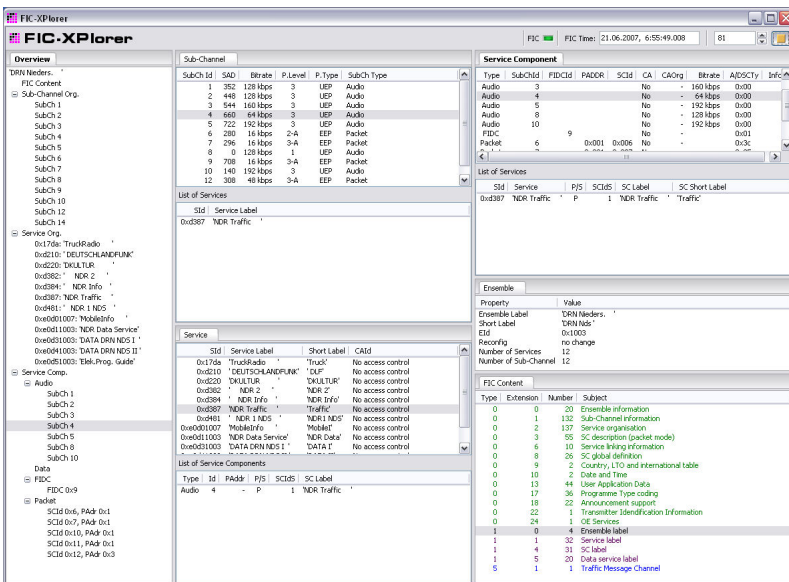 FIC-XPlorer
FIC-XPlorer
FIC FIC Time: 21.06.2007, 6:55:49.008 81
Overview
'DRN Nieders. '
FIC Content
Sub-Channel Org.
SubCh 1
SubCh 2
SubCh 3
SubCh 4
SubCh 5
SubCh 6
SubCh 7
SubCh 8
SubCh 9
SubCh 10
SubCh 12
SubCh 14
Service Org.
0x17da: 'TruckRadio '
0xd210: ' DEUTSCHLANDFUNK'
0xd220: 'DKULTUR '
0xd382: ' NDR 2 '
0xd384: ' NDR Info '
0xd387: 'NDR Traffic '
0xd481: ' NDR 1 NDS '
0xe0d01007: 'MobileInfo '
0xe0d11003: 'NDR Data Service'
0xe0d31003: 'DATA DRN NDS I '
0xe0d41003: 'DATA DRN NDS II '
0xe0d51003: 'Elek.Prog. Guide'
Service Comp.
Audio
SubCh 1
SubCh 2
SubCh 3
SubCh 4
SubCh 5
SubCh 8
SubCh 10
Data
FIDC
FIDC 0x9
Packet
SCId 0x6, PAdr 0x1
SCId 0x7, PAdr 0x1
SCId 0x10, PAdr 0x1
SCId 0x11, PAdr 0x1
SCId 0x12, PAdr 0x3
Sub-Channel
SubCh Id SAD Bitrate P.Level P.Type SubCh Type
1 352 128 kbps 3 UEP Audio
2 448 128 kbps 3 UEP Audio
3 544 160 kbps 3 UEP Audio
4 660 64 kbps 3 UEP Audio
5 722 192 kbps 3 UEP Audio
6 280 16 kbps 2-A EEP Packet
7 296 16 kbps 3-A EEP Packet
8 0 128 kbps 1 UEP Audio
9 708 16 kbps 3-A EEP Packet
10 140 192 kbps 3 UEP Audio
12 308 48 kbps 3-A EEP Packet
List of Services
SId Service Label
0xd387 'NDR Traffic '
Service
SId Service Label Short Label CAId
0x17da 'TruckRadio ' 'Truck' No access control
0xd210 ' DEUTSCHLANDFUNK' ' DLF' No access control
0xd220 'DKULTUR ' 'DKULTUR' No access control
0xd382 ' NDR 2 ' 'NDR 2' No access control
0xd384 ' NDR Info ' 'NDR Info' No access control
0xd387 'NDR Traffic ' 'Traffic' No access control
0xd481 ' NDR 1 NDS ' 'NDR1 NDS' No access control
0xe0d01007 'MobileInfo ' 'MobileI' No access control
0xe0d11003 'NDR Data Service' 'NDR Data' No access control
0xe0d31003 'DATA DRN NDS I ' 'DATA I' No access control
List of Service Components
Type Id PAddr P/S SCIdS SC Label
Audio 4 - P 1 'NDR Traffic '
Service Component
Type SubChId FIDCId PADDR SCId CA CAOrg Bitrate A/DSCTy Info
Audio 3 No - 160 kbps 0x00
Audio 4 No - 64 kbps 0x00
Audio 5 No - 192 kbps 0x00
Audio 8 No - 128 kbps 0x00
Audio 10 No - 192 kbps 0x00
FIDC 9 No - 0x01
Packet 6 0x001 0x006 No - 0x3c
List of Services
SId Service P/S SCIdS SC Label SC Short Label
0xd387 'NDR Traffic ' P 1 'NDR Traffic 'Traffic'
Ensemble
Property Value
Ensemble Label 'DRN Nieders. '
Short Label 'DRN Nds '
EId 0x1003
Reconfig no change
Number of Services 12
Number of Sub-Channel 12
FIC Content
Type Extension Number Subject
0 0 20 Ensemble information
0 1 132 Sub-Channel information
0 2 137 Service organisation
0 3 55 SC description (packet mode)
0 6 10 Service linking information
0 8 26 SC global definition
0 9 2 Country, LTO and international table
0 10 2 Date and Time
0 13 44 User Application Data
0 17 36 Programme Type coding
0 18 22 Announcement support
0 22 1 Transmitter Idendification Information
0 24 1 OE Services
1 0 4 Ensemble label
1 1 32 Service label
1 4 31 SC label
1 5 20 Data service label
5 1 1 Traffic Message Channel